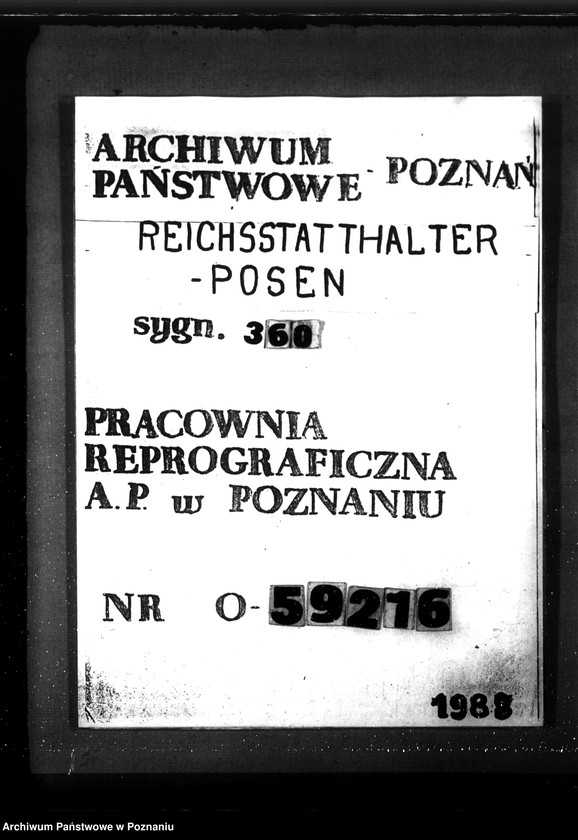 ARCHIWUM
PAŃSTWOWE - POZNAŃ
REICHSSTATTHALTER
-POSEN
sygn. 360
PRACOWNIA
REPROGRAFICZNA
A.P. w POZNANIU
NR O-59216
1988
Archiwum Państwowe w Poznaniu